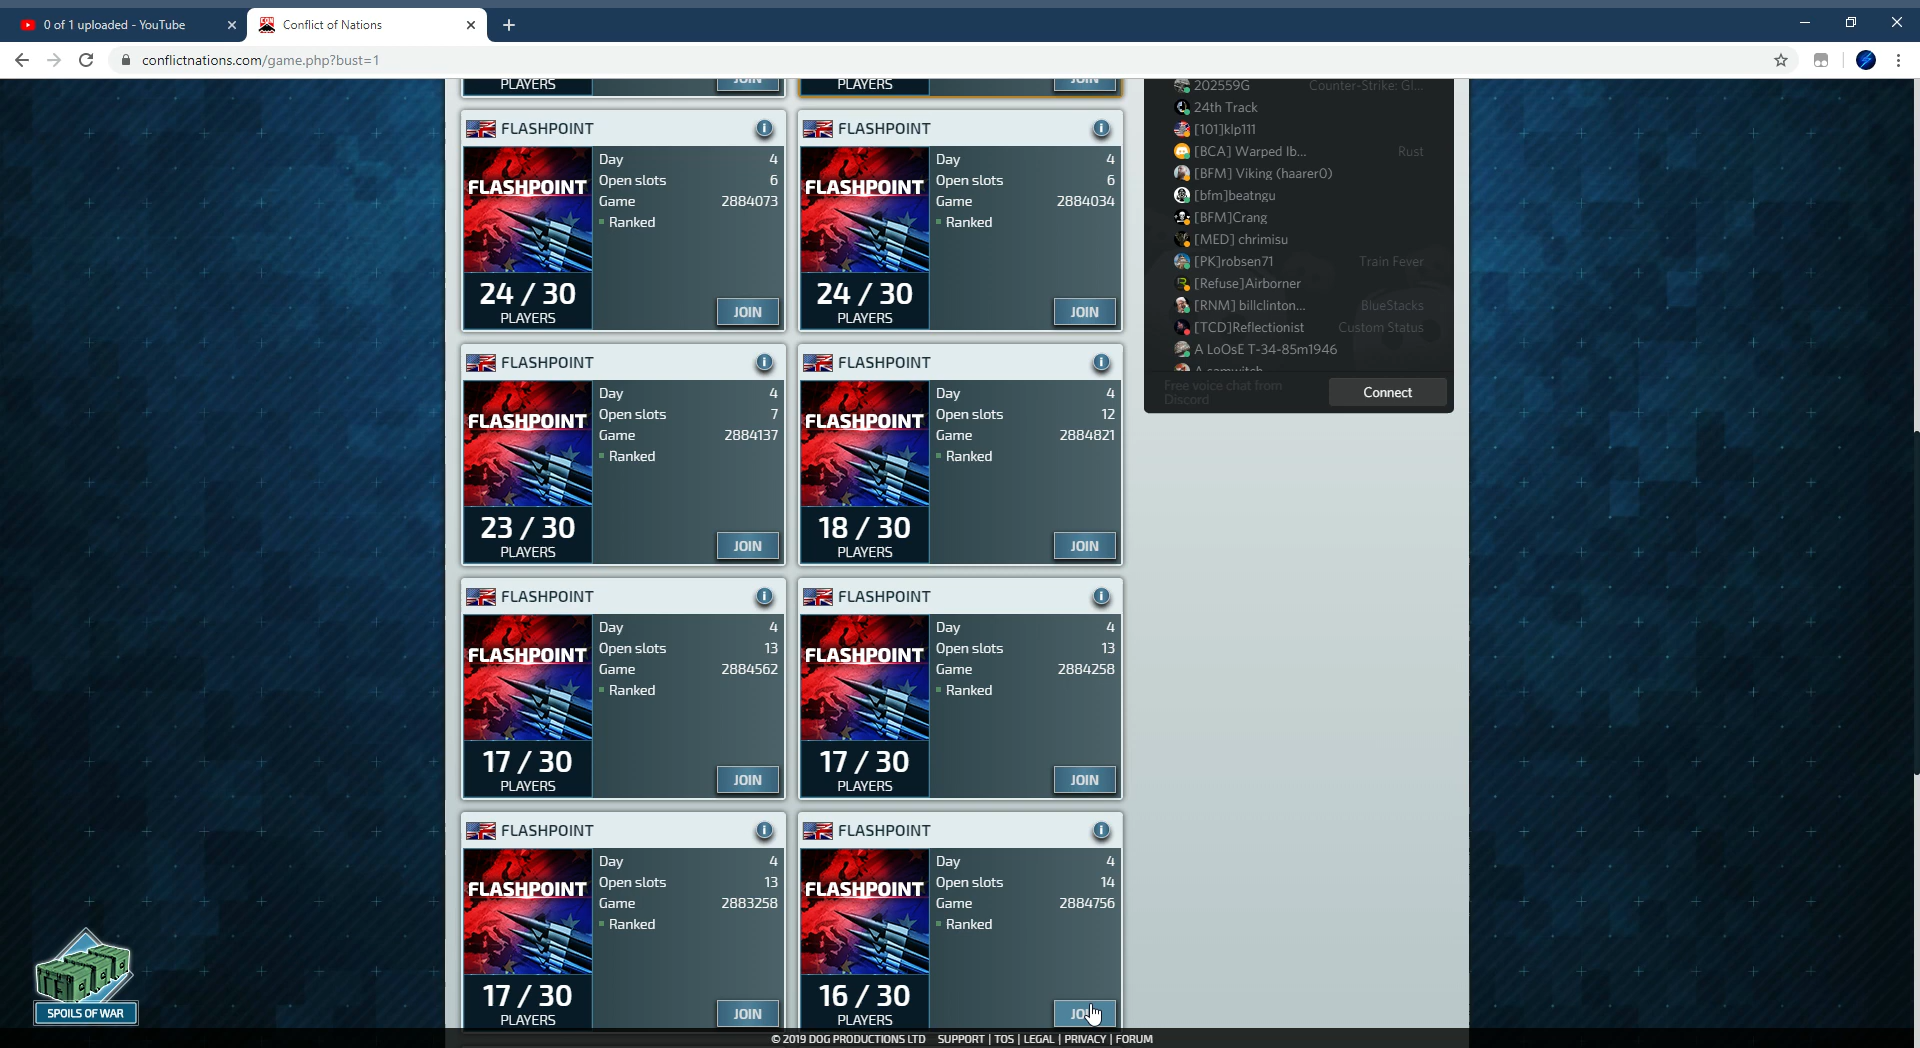 0 of 1 uploaded - YouTube
Conflict of Nations
conflictnations.com/game.php?bust=1
PLAYERS
JOIN
PLAYERS
JOIN
FLASHPOINT
FLASHPOINT
Day 4
Open slots 6
Game 2884073
Ranked
24 / 30
PLAYERS
JOIN
FLASHPOINT
FLASHPOINT
Day 4
Open slots 6
Game 2884034
Ranked
24 / 30
PLAYERS
JOIN
FLASHPOINT
FLASHPOINT
Day 4
Open slots 7
Game 2884137
Ranked
23 / 30
PLAYERS
JOIN
FLASHPOINT
FLASHPOINT
Day 4
Open slots 12
Game 2884821
Ranked
18 / 30
PLAYERS
JOIN
FLASHPOINT
FLASHPOINT
Day 4
Open slots 13
Game 2884562
Ranked
17 / 30
PLAYERS
JOIN
FLASHPOINT
FLASHPOINT
Day 4
Open slots 13
Game 2884258
Ranked
17 / 30
PLAYERS
JOIN
FLASHPOINT
FLASHPOINT
Day 4
Open slots 13
Game 2883258
Ranked
17 / 30
PLAYERS
JOIN
FLASHPOINT
FLASHPOINT
Day 4
Open slots 14
Game 2884756
Ranked
16 / 30
PLAYERS
202559G Counter-Strike: Gl...
24th Track
[101]klp111
[BCA] Warped Ib... Rust
[BFM] Viking (haarer0)
[bfm]beatngu
[BFM]Crang
[MED] chrimisu
[PK]robsen71 Train Fever
[Refuse]Airborner
[RNM] billclinton... BlueStacks
[TCD]Reflectionist Custom Status
A LoOsE T-34-85m1946
Free voice chat from
Discord
Connect
SPOILS OF WAR
© 2019 DOG PRODUCTIONS LTD SUPPORT | TOS | LEGAL | PRIVACY | FORUM